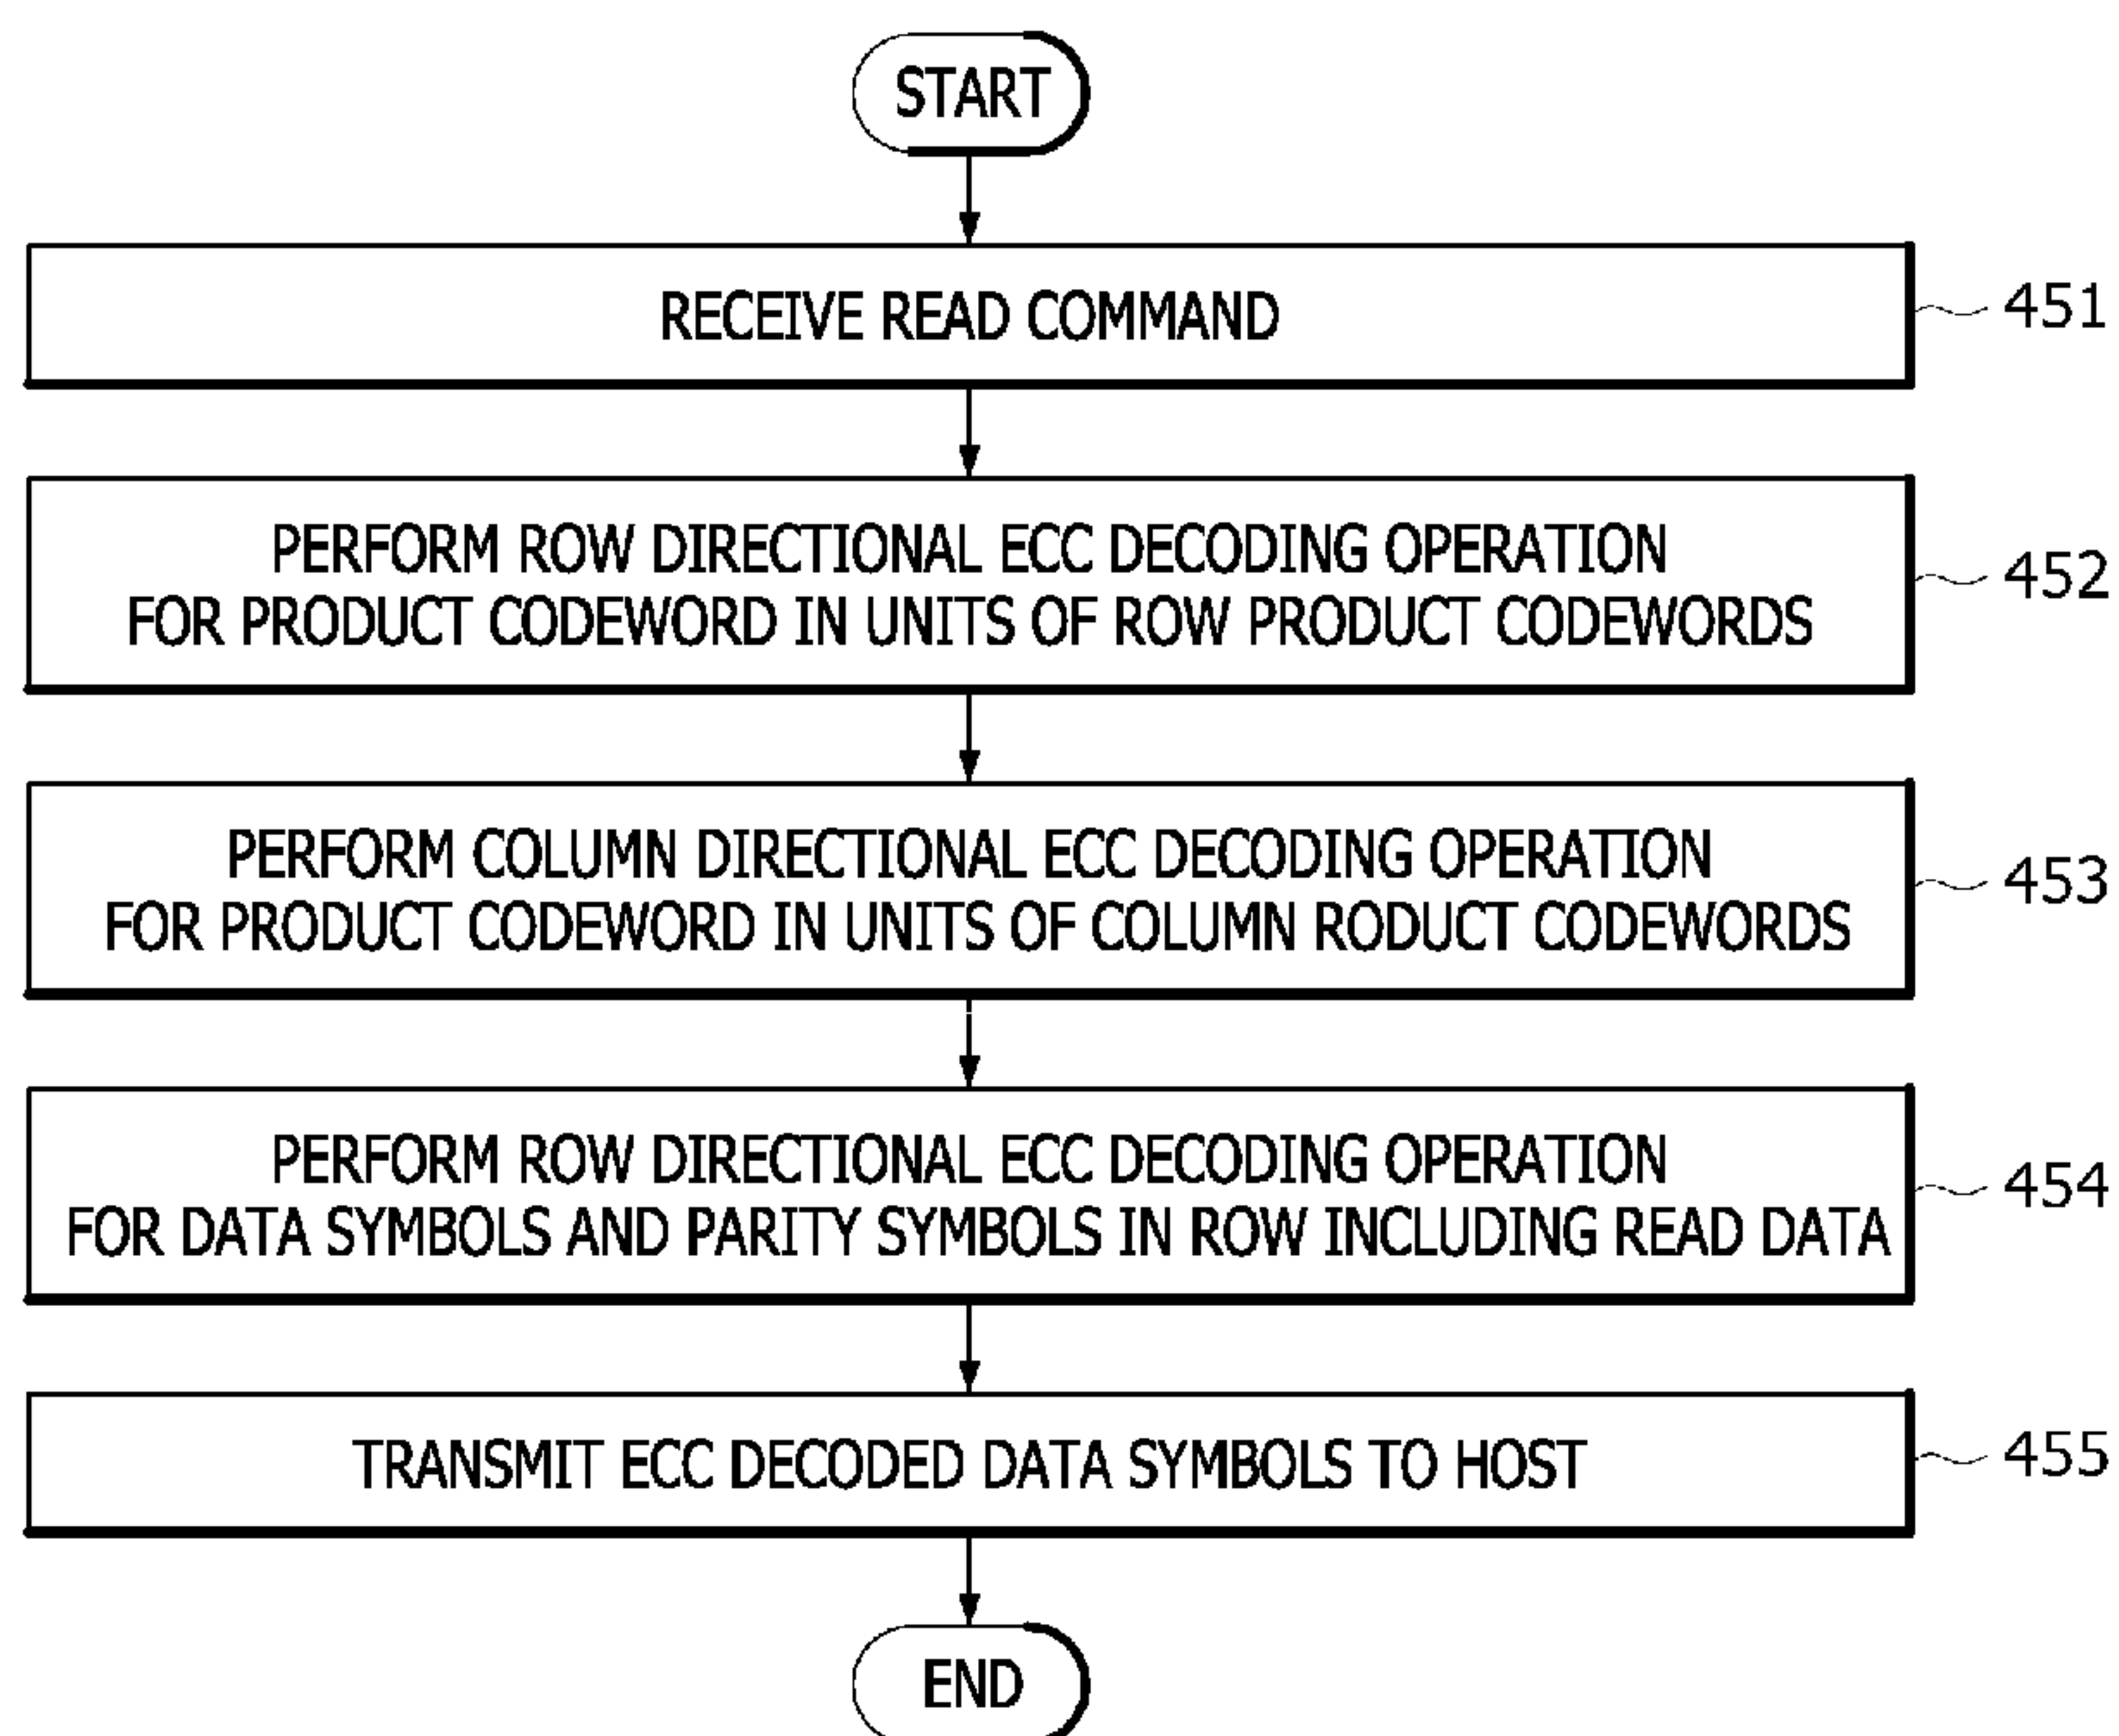 START
RECEIVE READ COMMAND
451
PERFORM ROW DIRECTIONAL ECC DECODING OPERATION
FOR PRODUCT CODEWORD IN UNITS OF ROW PRODUCT CODEWORDS
452
PERFORM COLUMN DIRECTIONAL ECC DECODING OPERATION
FOR PRODUCT CODEWORD IN UNITS OF COLUMN RODUCT CODEWORDS
453
PERFORM ROW DIRECTIONAL ECC DECODING OPERATION
FOR DATA SYMBOLS AND PARITY SYMBOLS IN ROW INCLUDING READ DATA
454
TRANSMIT ECC DECODED DATA SYMBOLS TO HOST
455
END